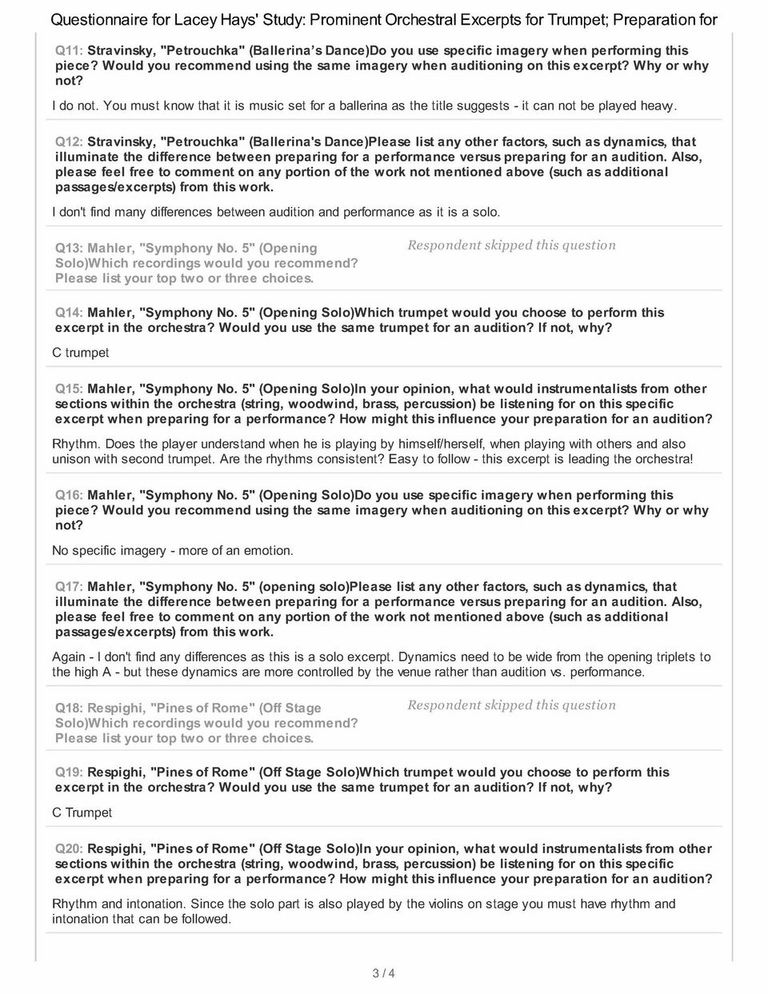 Questionnaire for Lacey Hays' Study: Prominent Orchestral Excerpts for Trumpet; Preparation for
Q11: Stravinsky, "Petrouchka" (Ballerina's Dance)Do you use specific imagery when performing this
piece? Would you recommend using the same imagery when auditioning on this excerpt? Why or why
not?
I do not. You must know that it is music set for a ballerina as the title suggests - it can not be played heavy.
Q12: Stravinsky, "Petrouchka" (Ballerina's Dance)Please list any other factors, such as dynamics, that
illuminate the difference between preparing for a performance versus preparing for an audition. Also,
please feel free to comment on any portion of the work not mentioned above (such as additional
passages/excerpts) from this work.
I don't find many differences between audition and performance as it is a solo.
Q13: Mahler, "Symphony No. 5" (Opening
Solo)Which recordings would you recommend?
Please list your top two or three choices.
Respondent skipped this question
Q14: Mahler, "Symphony No. 5" (Opening Solo)Which trumpet would you choose to perform this
excerpt in the orchestra? Would you use the same trumpet for an audition? If not, why?
C trumpet
Q15: Mahler, "Symphony No. 5" (Opening Solo)In your opinion, what would instrumentalists from other
sections within the orchestra (string, woodwind, brass, percussion) be listening for on this specific
excerpt when preparing for a performance? How might this influence your preparation for an audition?
Rhythm. Does the player understand when he is playing by himself/herself, when playing with others and also
unison with second trumpet. Are the rhythms consistent? Easy to follow - this excerpt is leading the orchestra!
Q16: Mahler, "Symphony No. 5" (Opening Solo)Do you use specific imagery when performing this
piece? Would you recommend using the same imagery when auditioning on this excerpt? Why or why
not?
No specific imagery - more of an emotion.
Q17: Mahler, "Symphony No. 5" (opening solo)Please list any other factors, such as dynamics, that
illuminate the difference between preparing for a performance versus preparing for an audition. Also,
please feel free to comment on any portion of the work not mentioned above (such as additional
passages/excerpts) from this work.
Again - I don't find any differences as this is a solo excerpt. Dynamics need to be wide from the opening triplets to
the high A - but these dynamics are more controlled by the venue rather than audition vs. performance.
Q18: Respighi, "Pines of Rome" (Off Stage
Solo)Which recordings would you recommend?
Please list your top two or three choices.
Respondent skipped this question
Q19: Respighi, "Pines of Rome" (Off Stage Solo)Which trumpet would you choose to perform this
excerpt in the orchestra? Would you use the same trumpet for an audition? If not, why?
C Trumpet
Q20: Respighi, "Pines of Rome" (Off Stage Solo)In your opinion, what would instrumentalists from other
sections within the orchestra (string, woodwind, brass, percussion) be listening for on this specific
excerpt when preparing for a performance? How might this influence your preparation for an audition?
Rhythm and intonation. Since the solo part is also played by the violins on stage you must have rhythm and
intonation that can be followed.
3 / 4